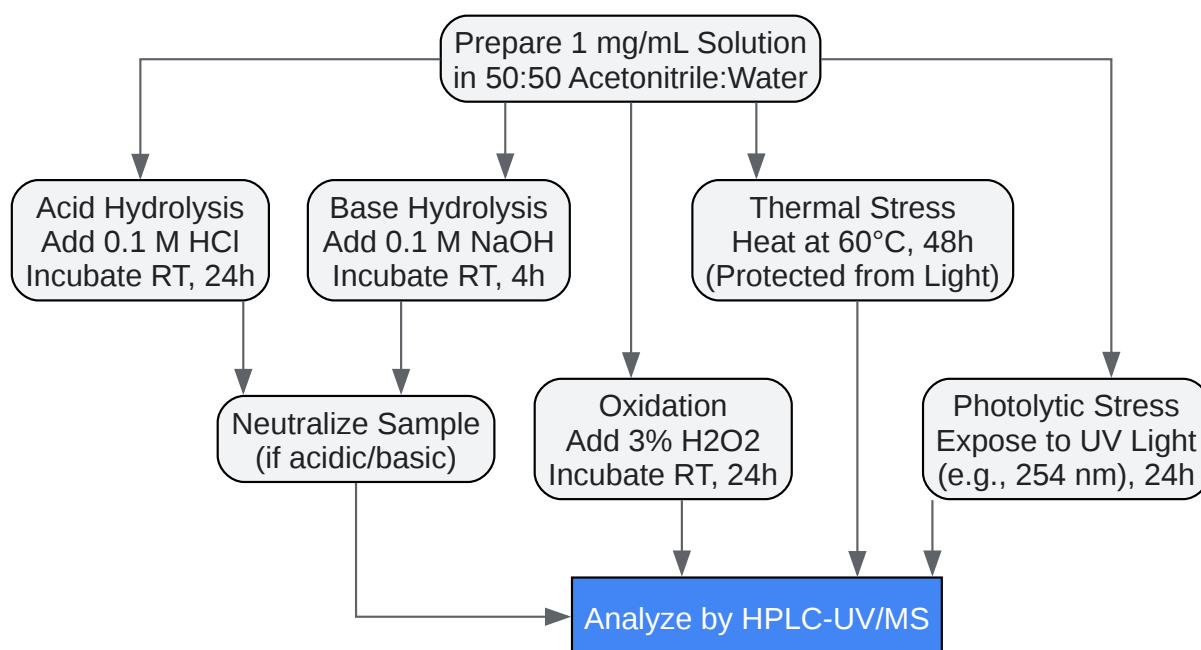 Prepare 1 mg/mL Solution
in 50:50 Acetonitrile:Water
Acid Hydrolysis
Add 0.1 M HCl
Incubate RT, 24h
Base Hydrolysis
Add 0.1 M NaOH
Incubate RT, 4h
Thermal Stress
Heat at 60°C, 48h
(Protected from Light)
Neutralize Sample
(if acidic/basic)
Oxidation
Add 3% H2O2
Incubate RT, 24h
Photolytic Stress
Expose to UV Light
(e.g., 254 nm), 24h
Analyze by HPLC-UV/MS